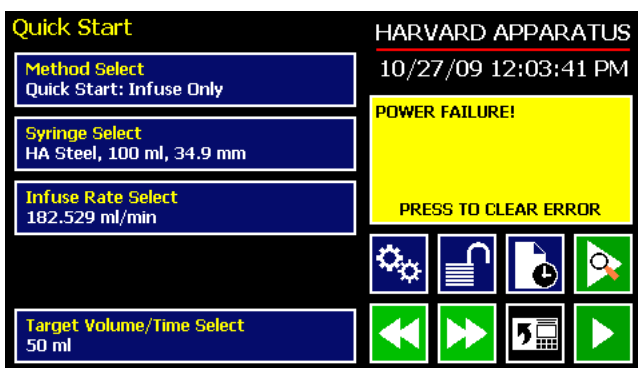 Quick Start
Method Select
Quick Start: Infuse Only
Syringe Select
HA Steel, 100 ml, 34.9 mm
Infuse Rate Select
182.529 ml/min
Target Volume/Time Select
50 ml
HARVARD APPARATUS
10/27/09 12:03:41 PM
POWER FAILURE!
PRESS TO CLEAR ERROR